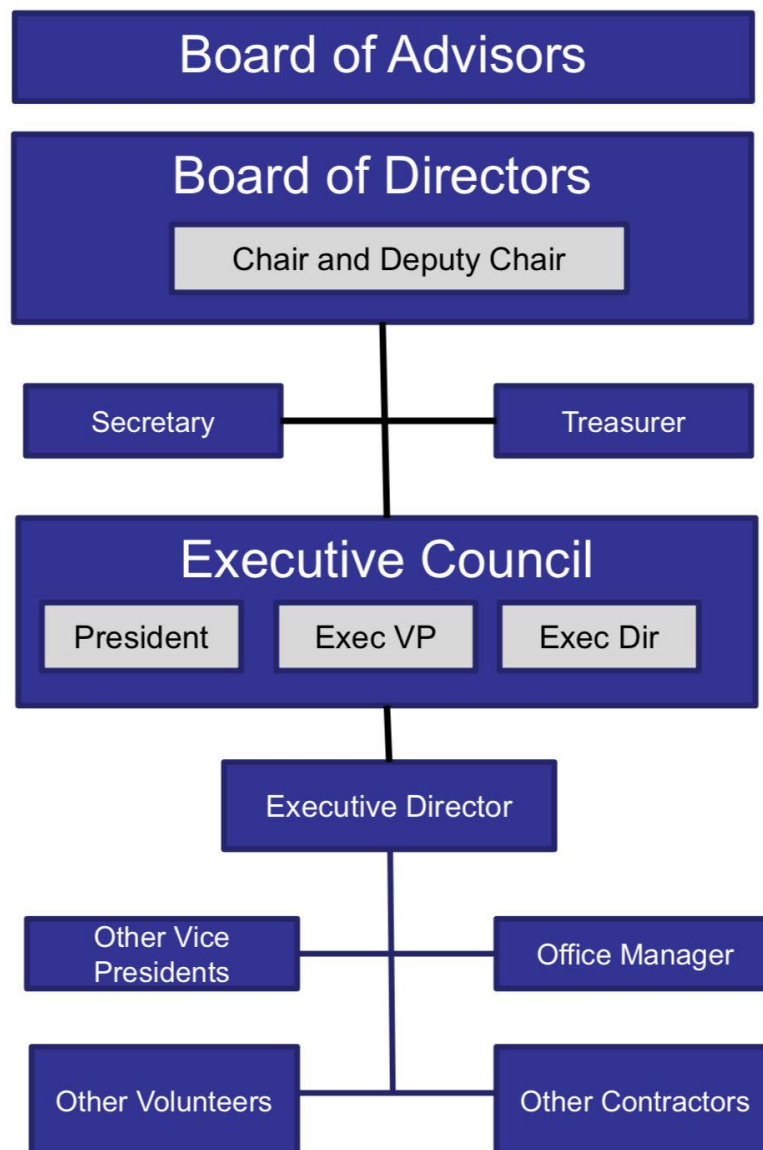 Board of Advisors
Board of Directors
Chair and Deputy Chair
Secretary
Treasurer
Executive Council
President
Exec VP
Exec Dir
Executive Director
Other Vice
Presidents
Office Manager
Other Volunteers
Other Contractors